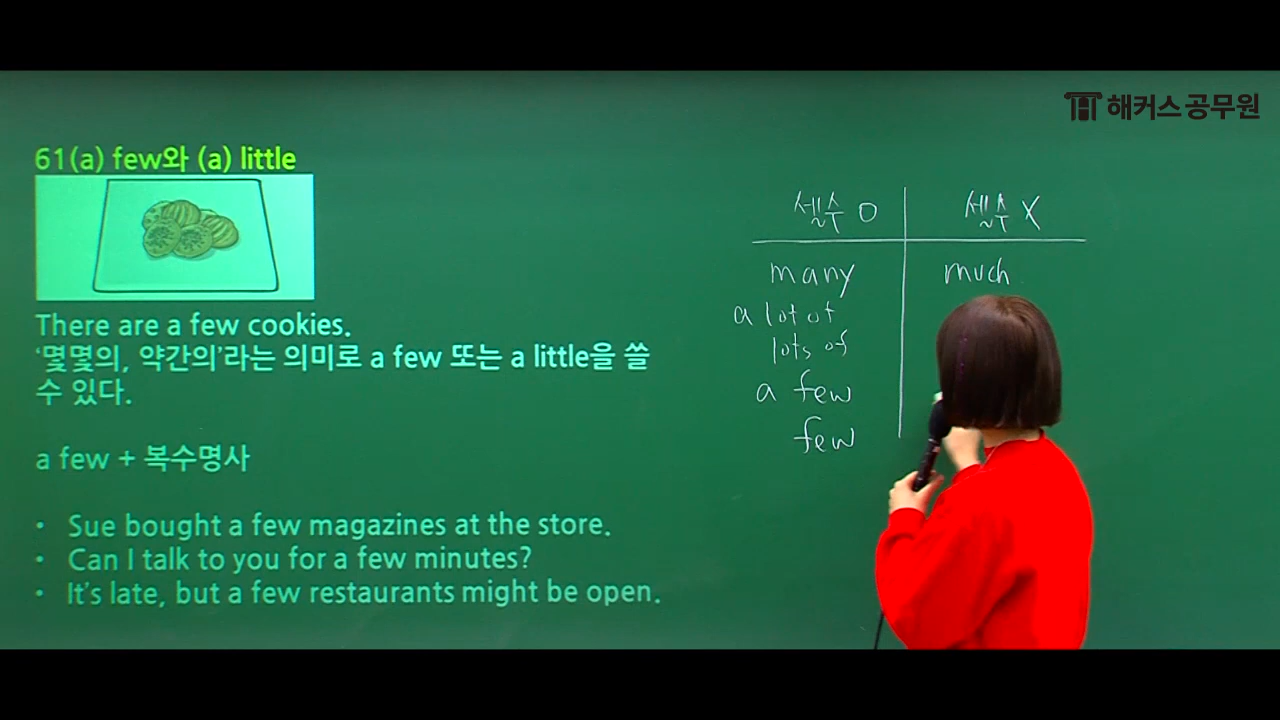 해커스 공무원
61(a) few와 (a) little
There are a few cookies.
‘몇몇의, 약간의’라는 의미로 a few 또는 a little을 쓸
수 있다.
a few + 복수명사
• Sue bought a few magazines at the store.
• Can I talk to you for a few minutes?
• It's late, but a few restaurants might be open.
셀수 O 셀수 X
many much
a lot of
lots of
a few
few